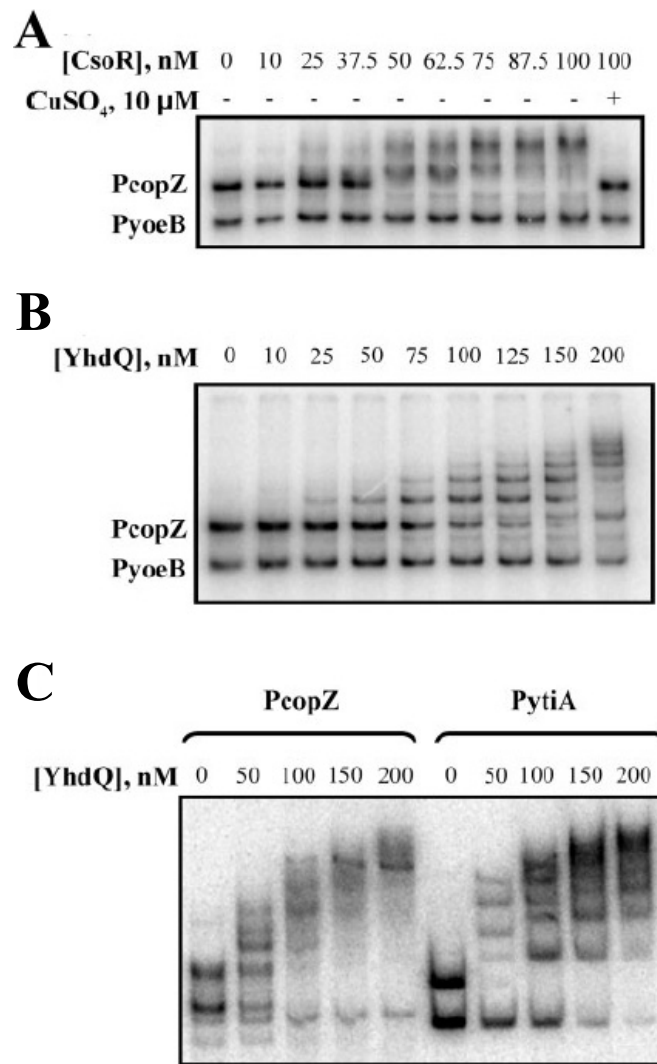 A
[CsoR], nM 0 10 25 37.5 50 62.5 75 87.5 100 100
CuSO₄, 10 µM - - - - - - - - - +
PcopZ
PyoeB
B
[YhdQ], nM 0 10 25 50 75 100 125 150 200
PcopZ
PyoeB
C
PcopZ PytiA
[YhdQ], nM 0 50 100 150 200 0 50 100 150 200